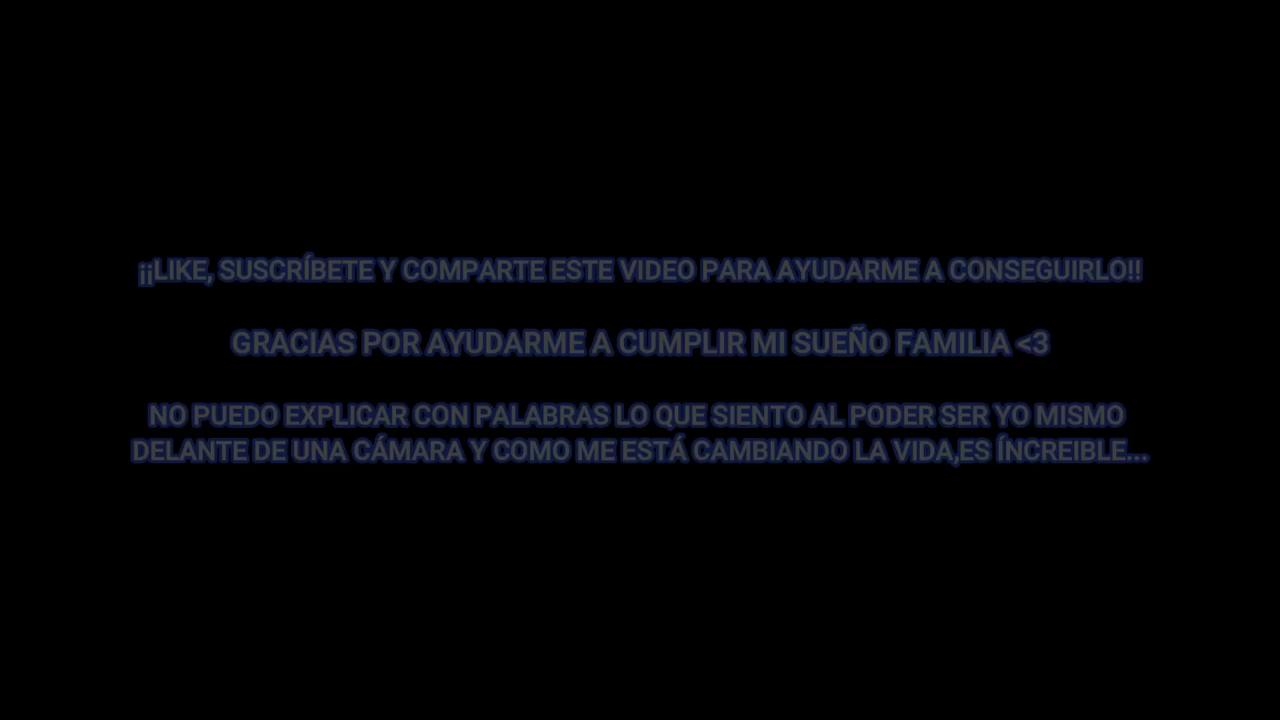 ¡¡LIKE, SUSCRÍBETE Y COMPARTE ESTE VIDEO PARA AYUDARME A CONSEGUIRLO!!
GRACIAS POR AYUDARME A CUMPLIR MI SUEÑO FAMILIA <3
NO PUEDO EXPLICAR CON PALABRAS LO QUE SIENTO AL PODER SER YO MISMO
DELANTE DE UNA CÁMARA Y COMO ME ESTÁ CAMBIANDO LA VIDA,ES ÍNCREIBLE...